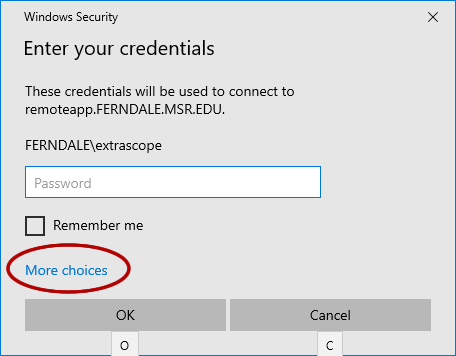 Windows Security
Enter your credentials
These credentials will be used to connect to
remoteapp.FERNDALE.MSR.EDU.
FERNDALE\extrascope
Password
Remember me
More choices
OK
Cancel
O
C